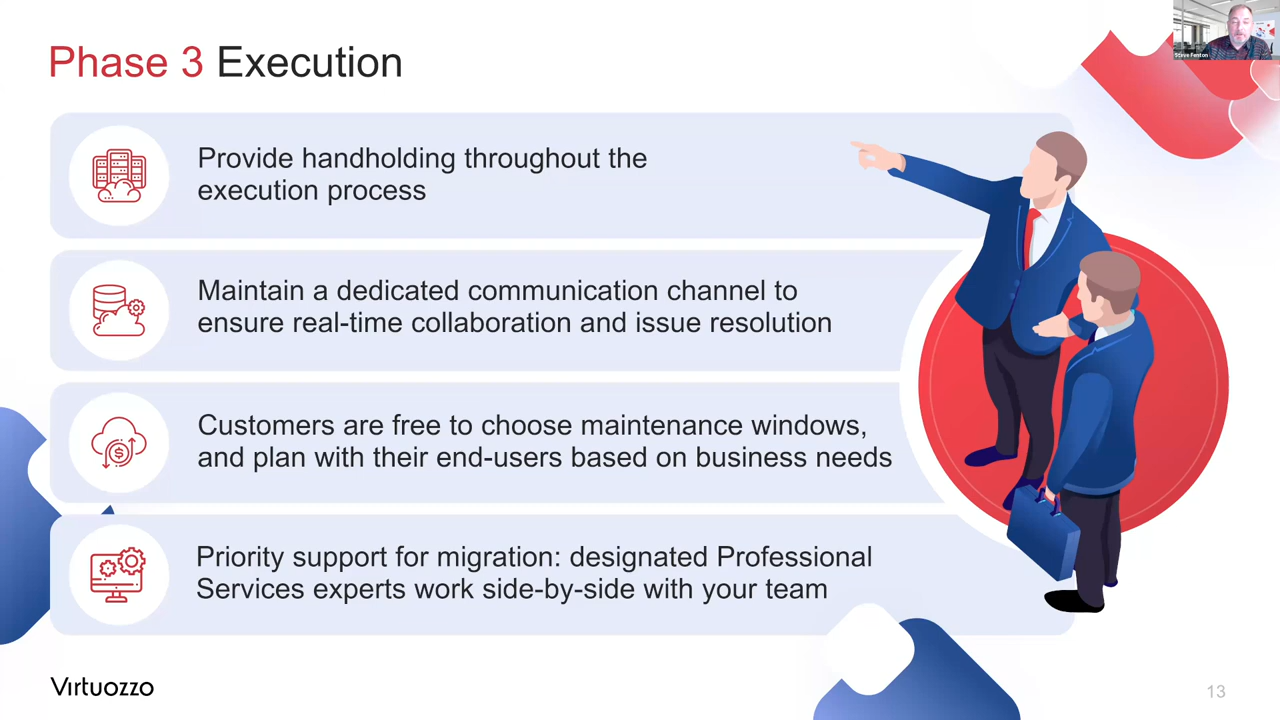 Phase 3 Execution
Steve Fenton
Provide handholding throughout the
execution process
Maintain a dedicated communication channel to
ensure real-time collaboration and issue resolution
Customers are free to choose maintenance windows,
and plan with their end-users based on business needs
$
Priority support for migration: designated Professional
Services experts work side-by-side with your team
Virtuozzo
13